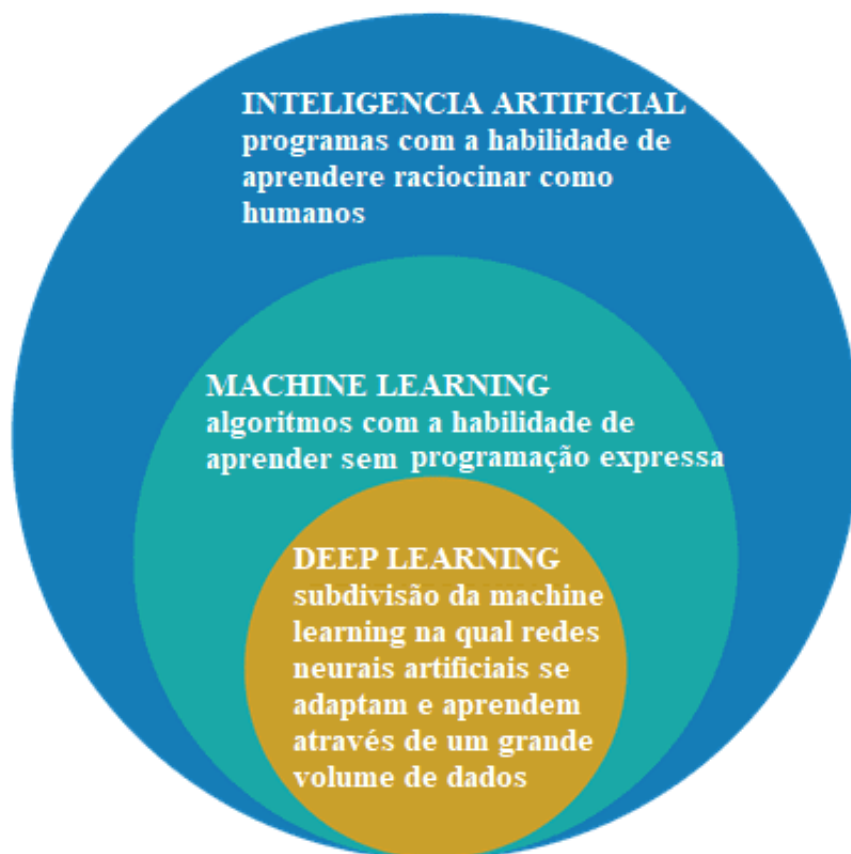 INTELIGENCIA ARTIFICIAL
programas com a habilidade de
aprendere raciocinar como
humanos
MACHINE LEARNING
algoritmos com a habilidade de
aprender sem programação expressa
DEEP LEARNING
subdivisão da machine
learning na qual redes
neurais artificiais se
adaptam e aprendem
através de um grande
volume de dados